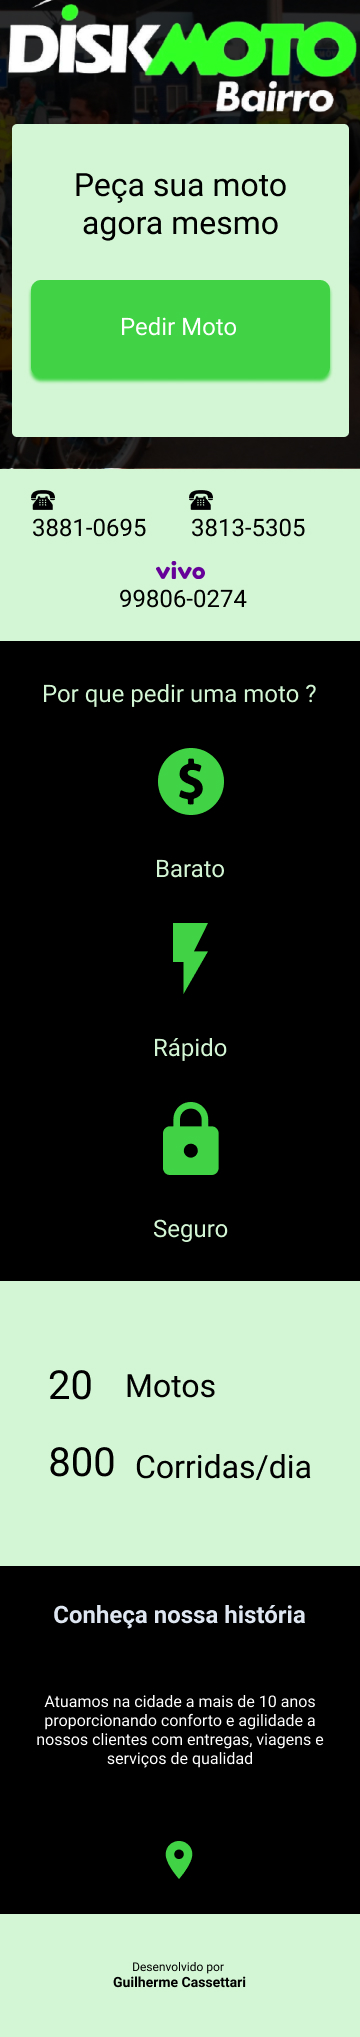 DiSKMOTO
Bairro
Peça sua moto
agora mesmo
Pedir Moto
3881-0695 3813-5305
vivo
99806-0274
Por que pedir uma moto ?
Barato
Rápido
Seguro
20 Motos
800 Corridas/dia
Conheça nossa história
Atuamos na cidade a mais de 10 anos
proporcionando conforto e agilidade a
nossos clientes com entregas, viagens e
serviços de qualidade
Desenvolvido por
Guilherme Cassettari